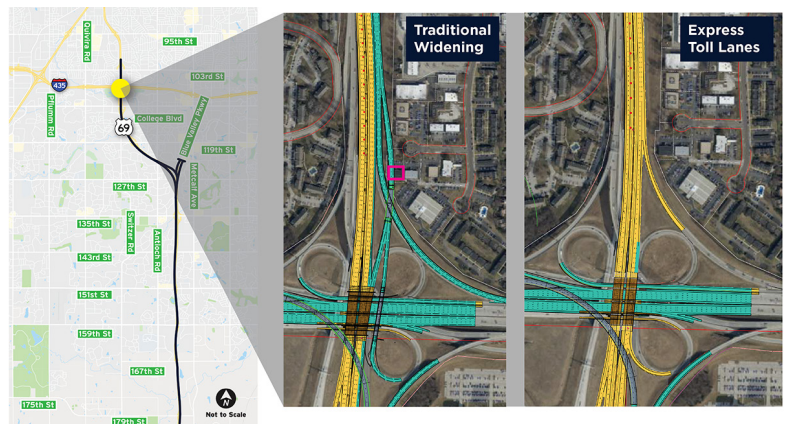 Quivira Rd
95th St
435
103rd St
Pflumm Rd
69
College Blvd
Blue Valley Pkwy
119th St
Metcalf Ave
127th St
Switzer Rd
135th St
Antioch Rd
143rd St
151st St
159th St
167th St
175th St
179th St
N
Not to Scale
Traditional
Widening
Express
Toll Lanes